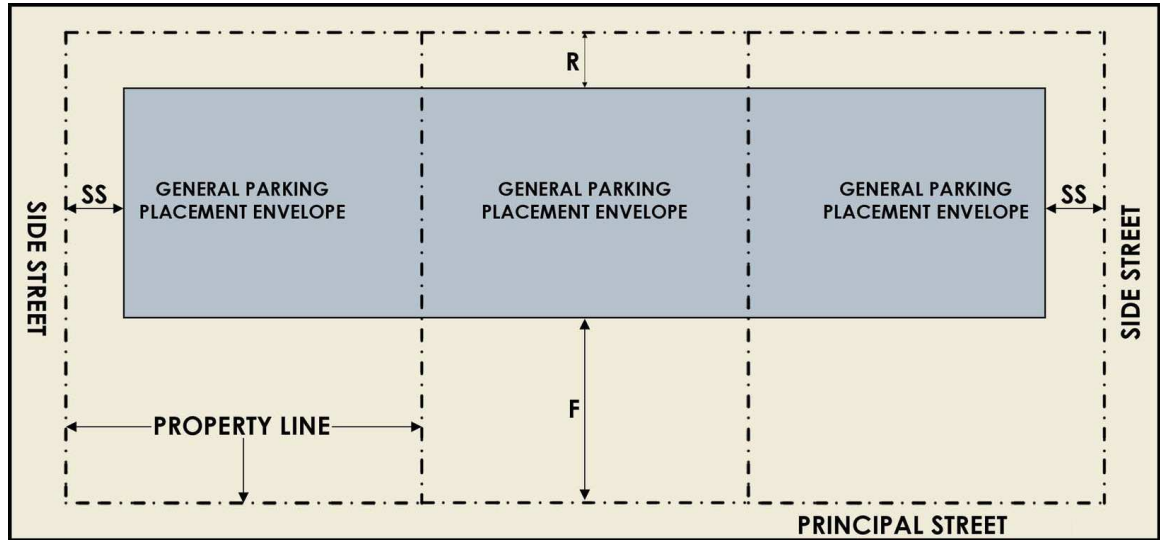 R
GENERAL PARKING
PLACEMENT ENVELOPE
GENERAL PARKING
PLACEMENT ENVELOPE
GENERAL PARKING
PLACEMENT ENVELOPE
SS
SS
SIDE STREET
SIDE STREET
F
PROPERTY LINE
PRINCIPAL STREET